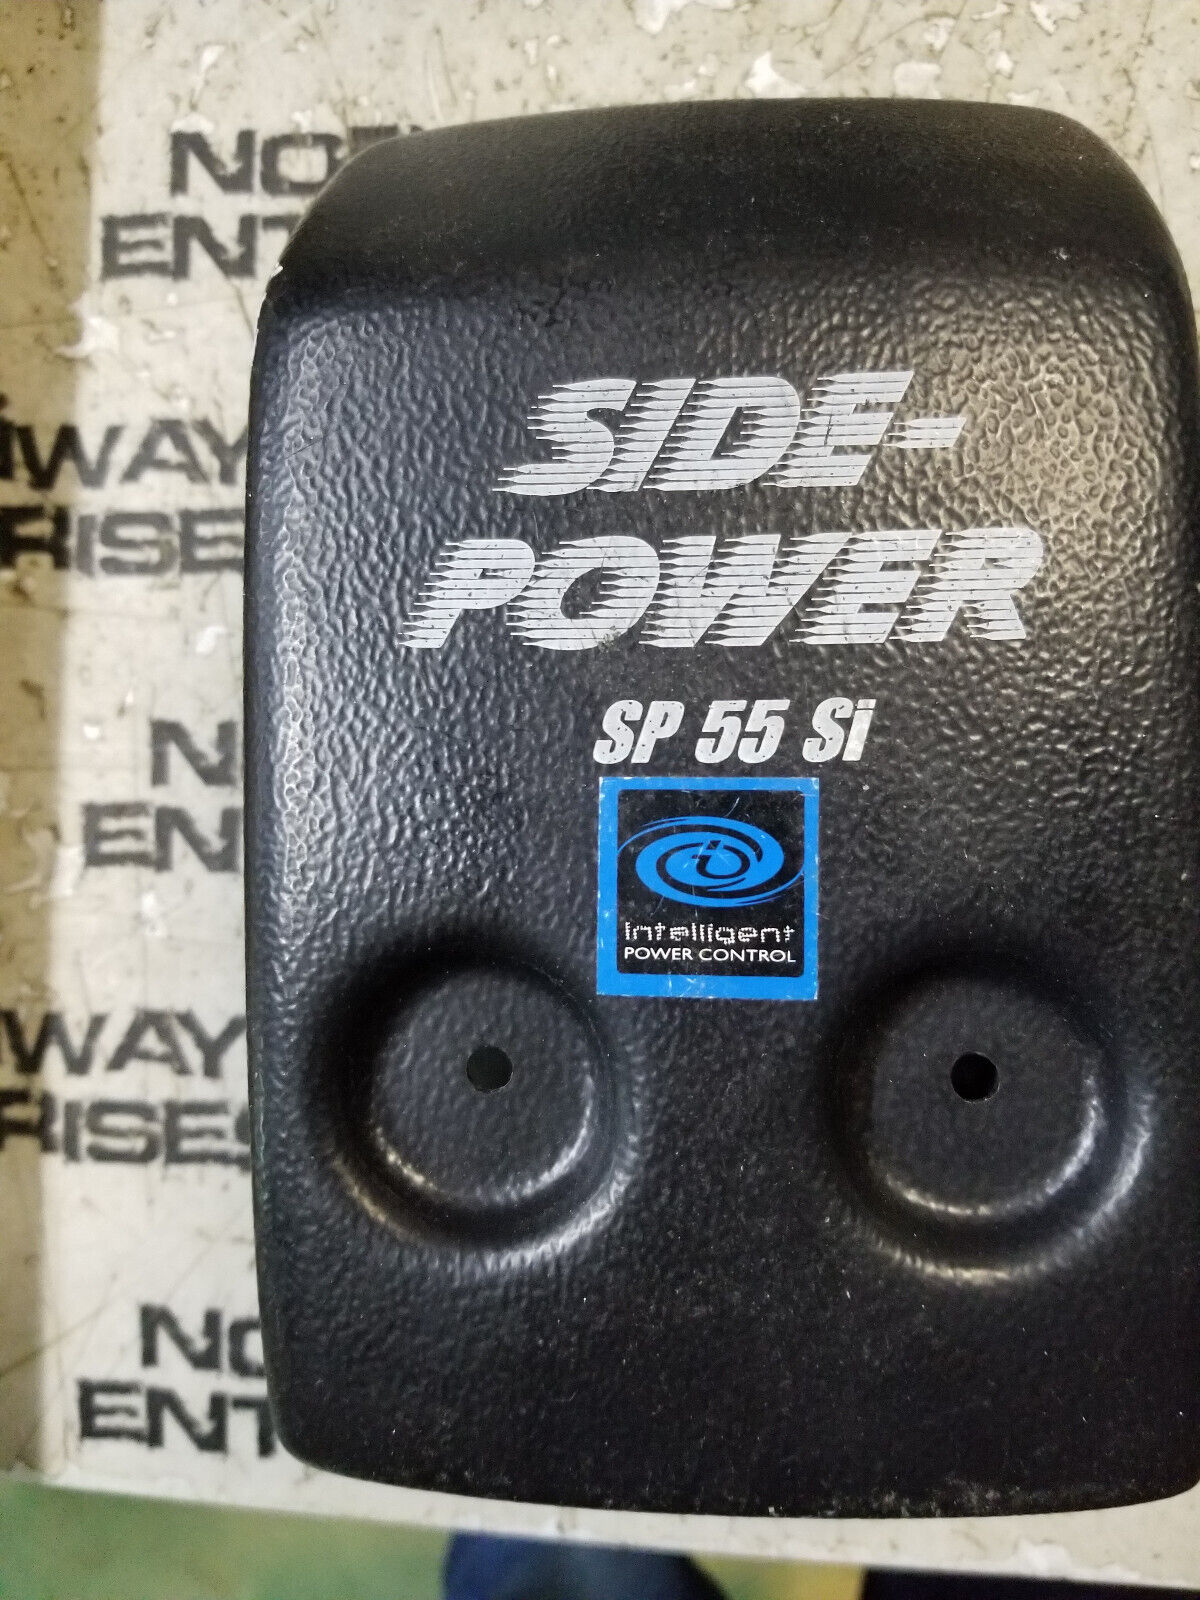 SIDE-
POWER
SP 55 Si
intelligent
POWER CONTROL